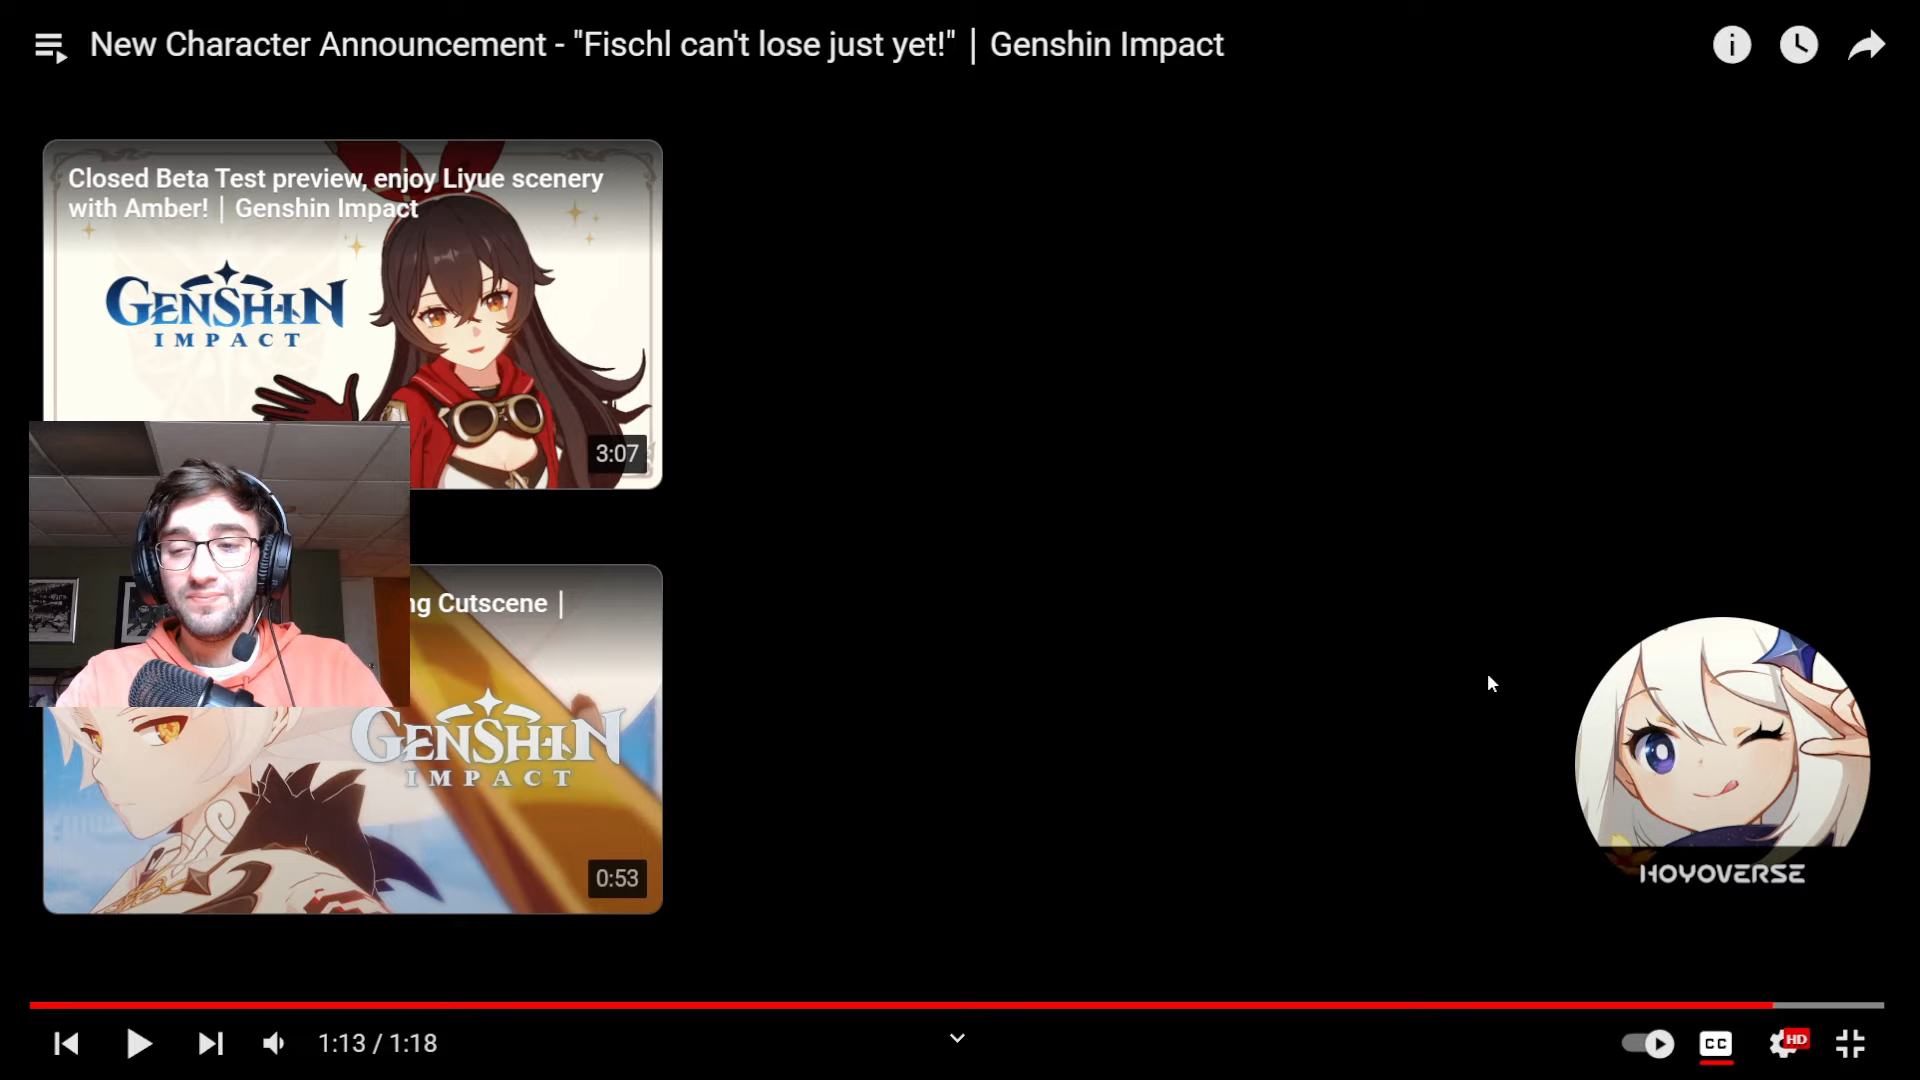 New Character Announcement - "Fischl can't lose just yet!" | Genshin Impact
Closed Beta Test preview, enjoy Liyue scenery
with Amber! | Genshin Impact
GENSHIN
IMPACT
3:07
ng Cutscene |
GENSHIN
IMPACT
0:53
HOYOVERSE
1:13 / 1:18
CC
HD